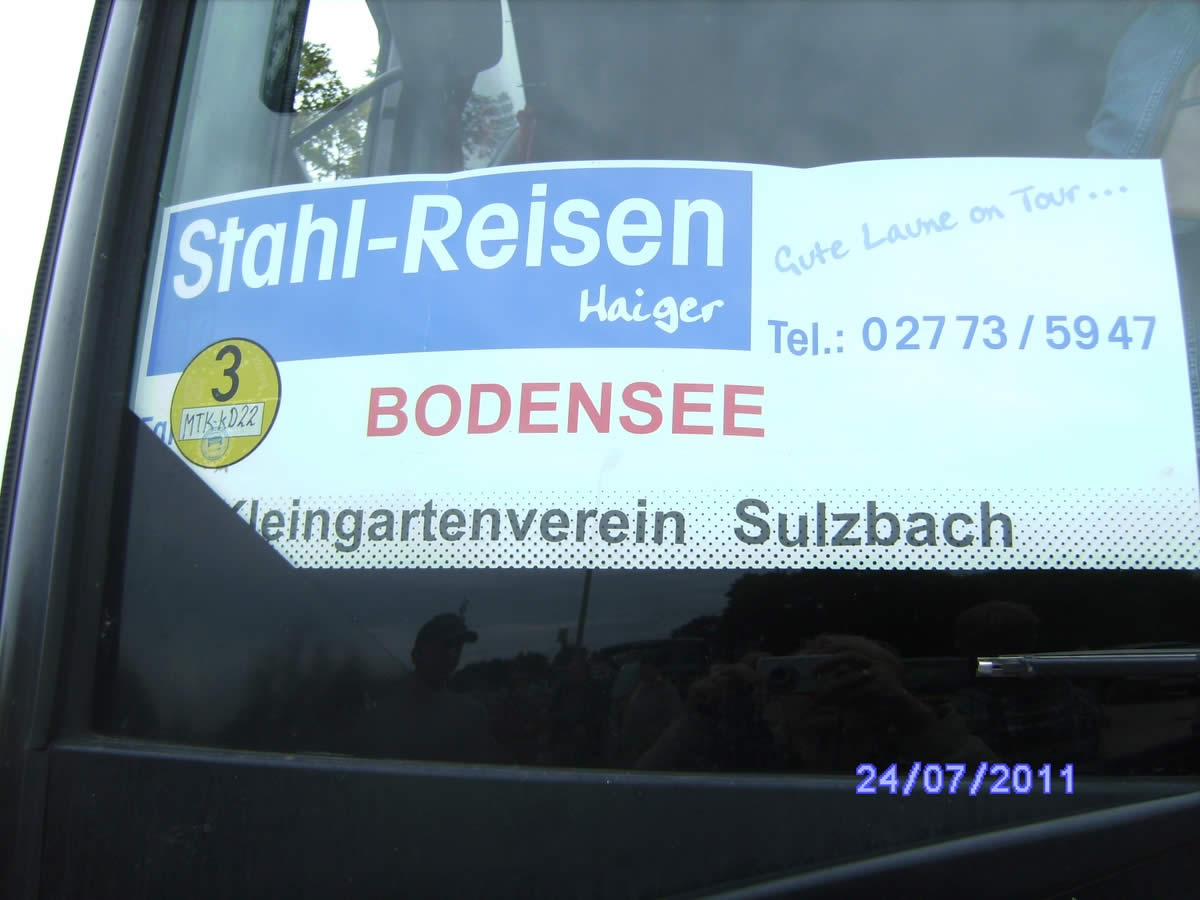 Stahl-Reisen
Haiger
Gute Laune on Tour...
Tel.: 02773/5947
3
MTK-KD22
BODENSEE
Kleingartenverein Sulzbach
24/07/2011